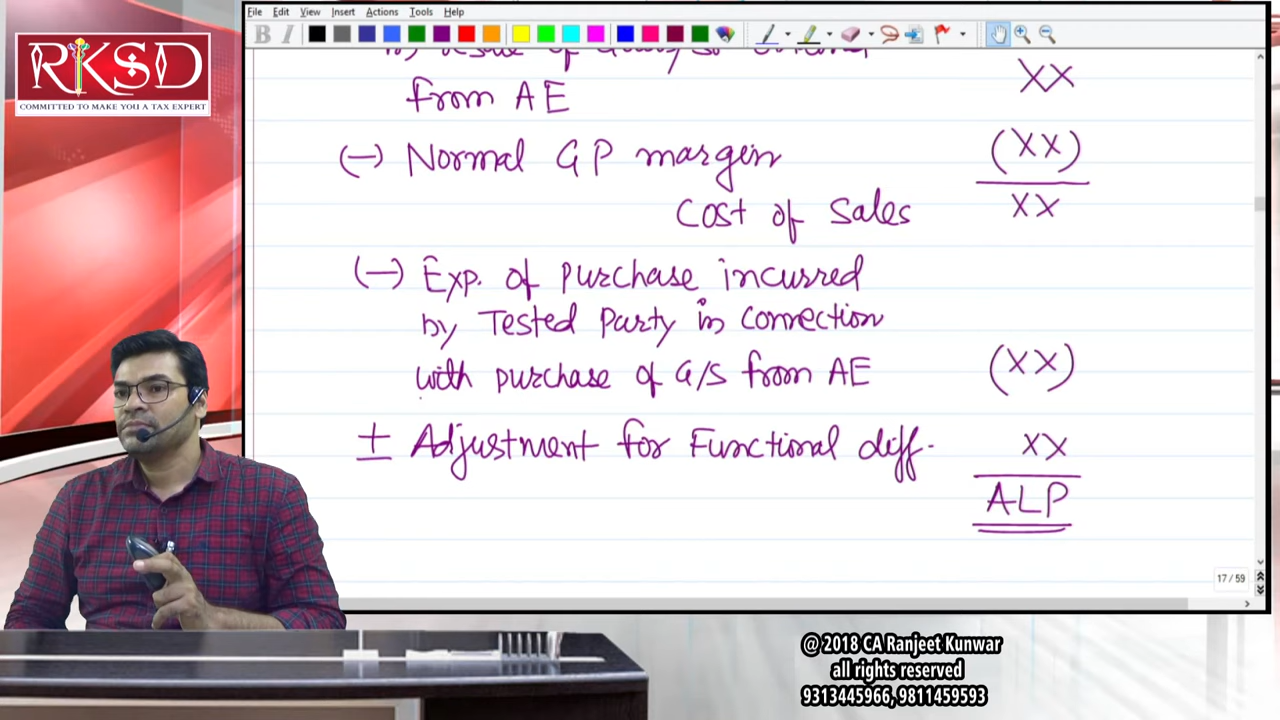 File Edit View Insert Actions Tools Help
B I
RKSD
COMMITTED TO MAKE YOU A TAX EXPERT
from AE XX
(-) Normal GP margin (XX)
Cost of Sales XX
(-) Exp. of purchase incurred
by Tested Party in connection
with purchase of G/S from AE (XX)
± Adjustment for Functional diff. XX
ALP
17 / 59
@ 2018 CA Ranjeet Kunwar
all rights reserved
9313445966, 9811459593